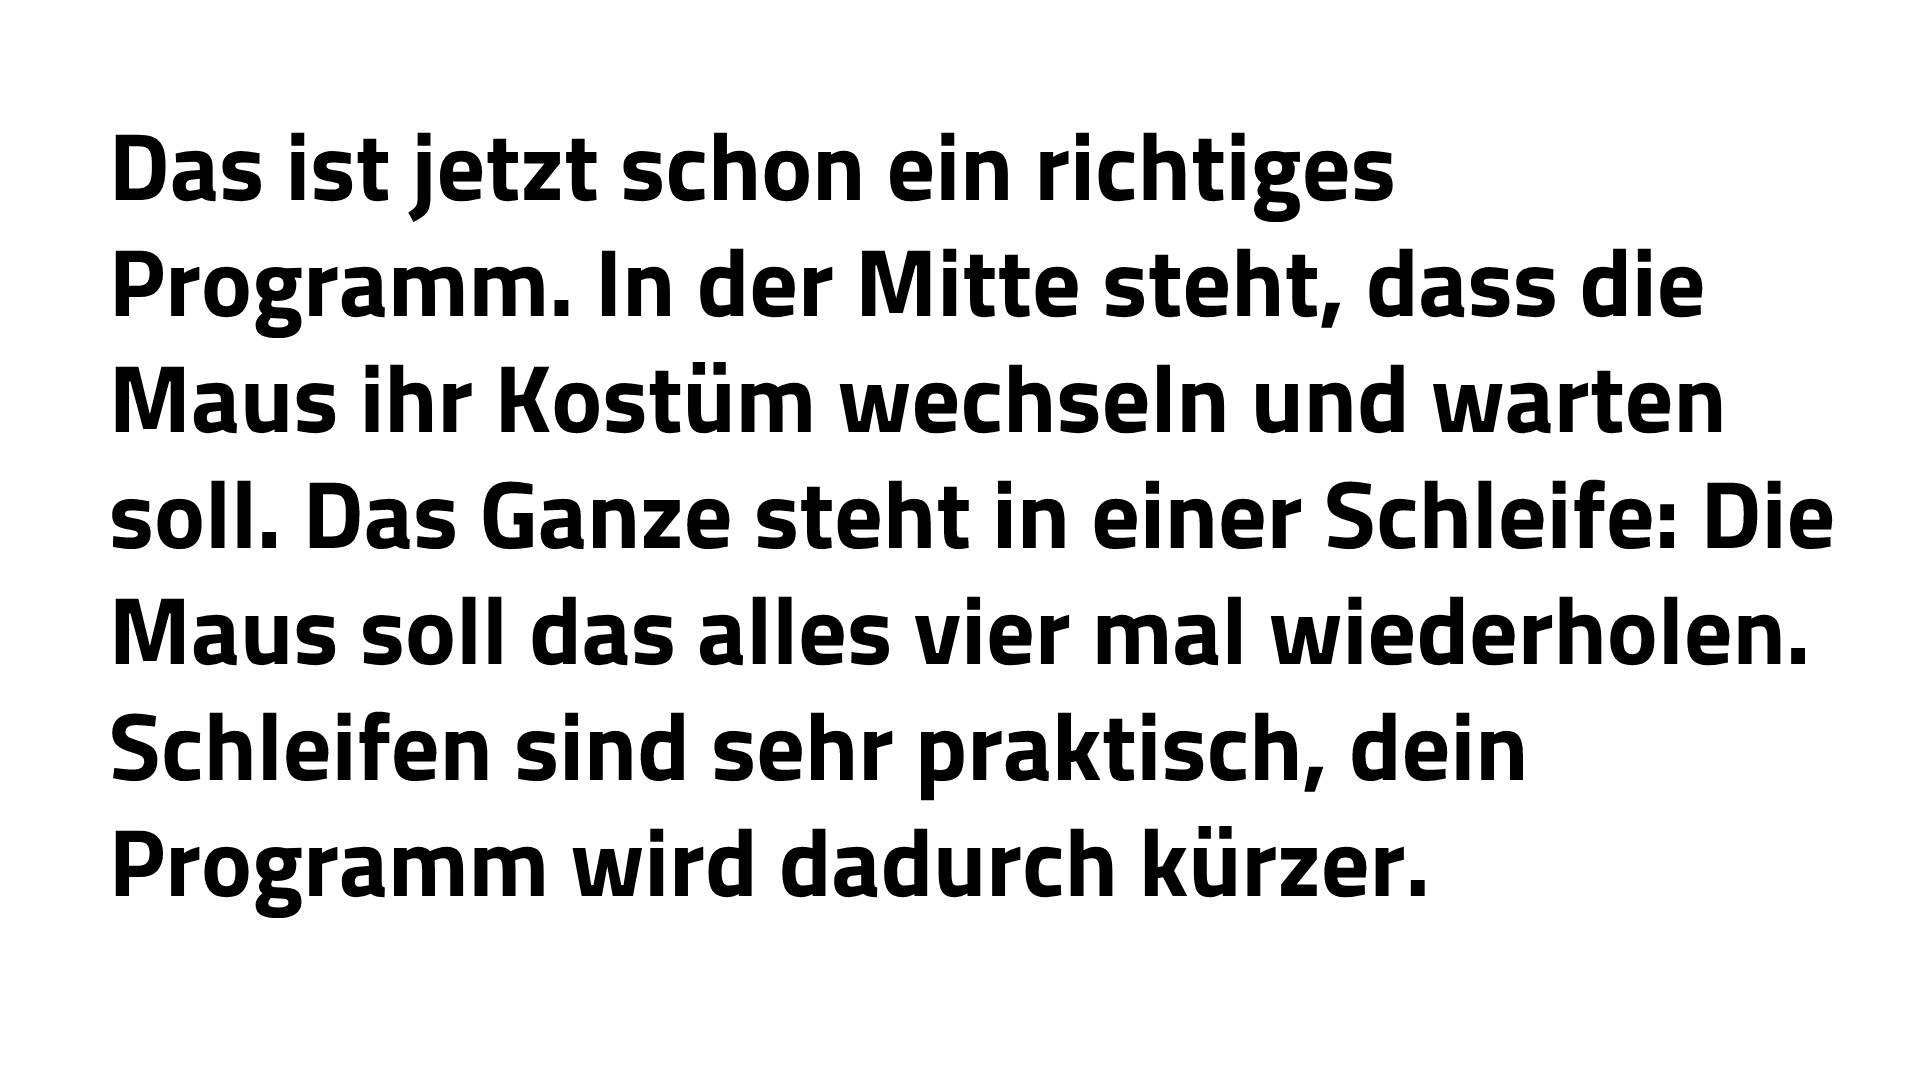 Das ist jetzt schon ein richtiges
Programm. In der Mitte steht, dass die
Maus ihr Kostüm wechseln und warten
soll. Das Ganze steht in einer Schleife: Die
Maus soll das alles vier mal wiederholen.
Schleifen sind sehr praktisch, dein
Programm wird dadurch kürzer.